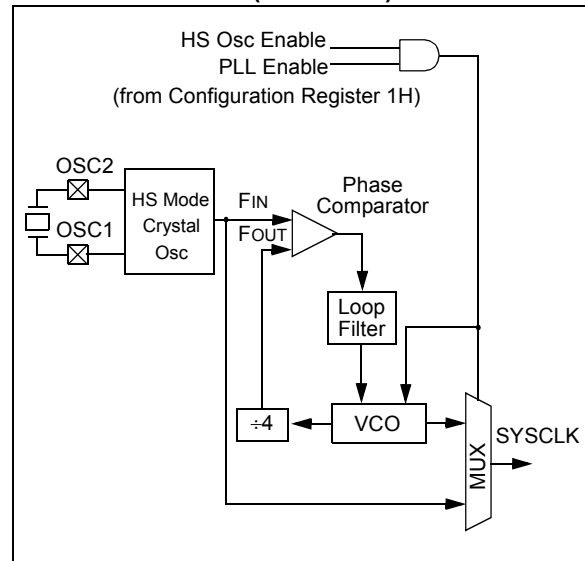 HS Osc Enable
PLL Enable
(from Configuration Register 1H)
OSC2
OSC1
HS Mode
Crystal
Osc
FIN
FOUT
Phase
Comparator
Loop
Filter
÷4
VCO
MUX
SYSCLK